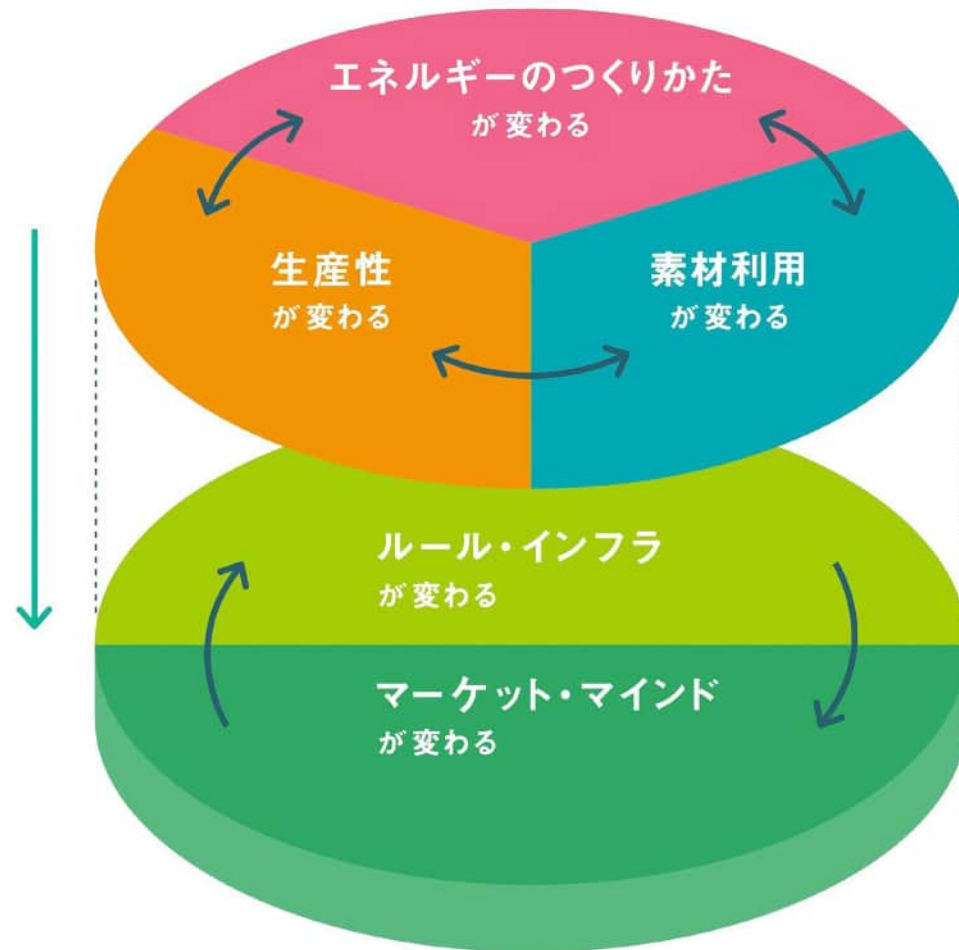 エネルギーのつくりかた
が変わる
生産性
が変わる
素材利用
が変わる
ルール・インフラ
が変わる
マーケット・マインド
が変わる